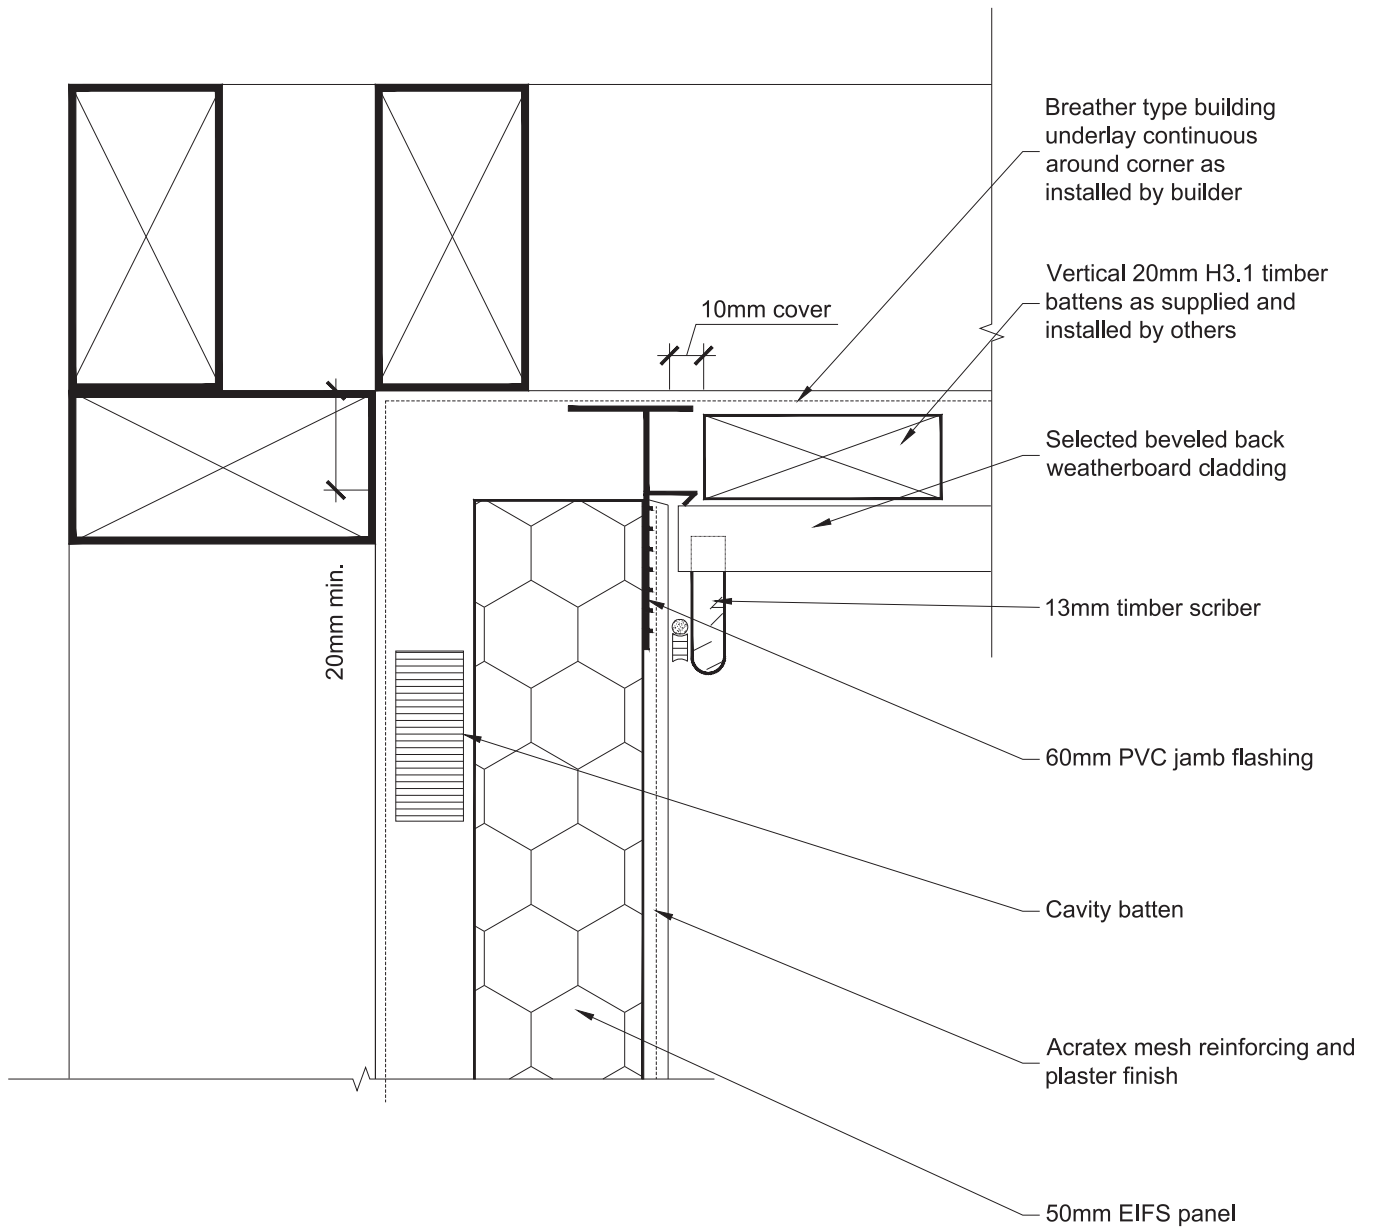 Breather type building
underlay continuous
around corner as
installed by builder
Vertical 20mm H3.1 timber
battens as supplied and
installed by others
10mm cover
Selected beveled back
weatherboard cladding
20mm min.
13mm timber scriber
60mm PVC jamb flashing
Cavity batten
Acratex mesh reinforcing and
plaster finish
50mm EIFS panel